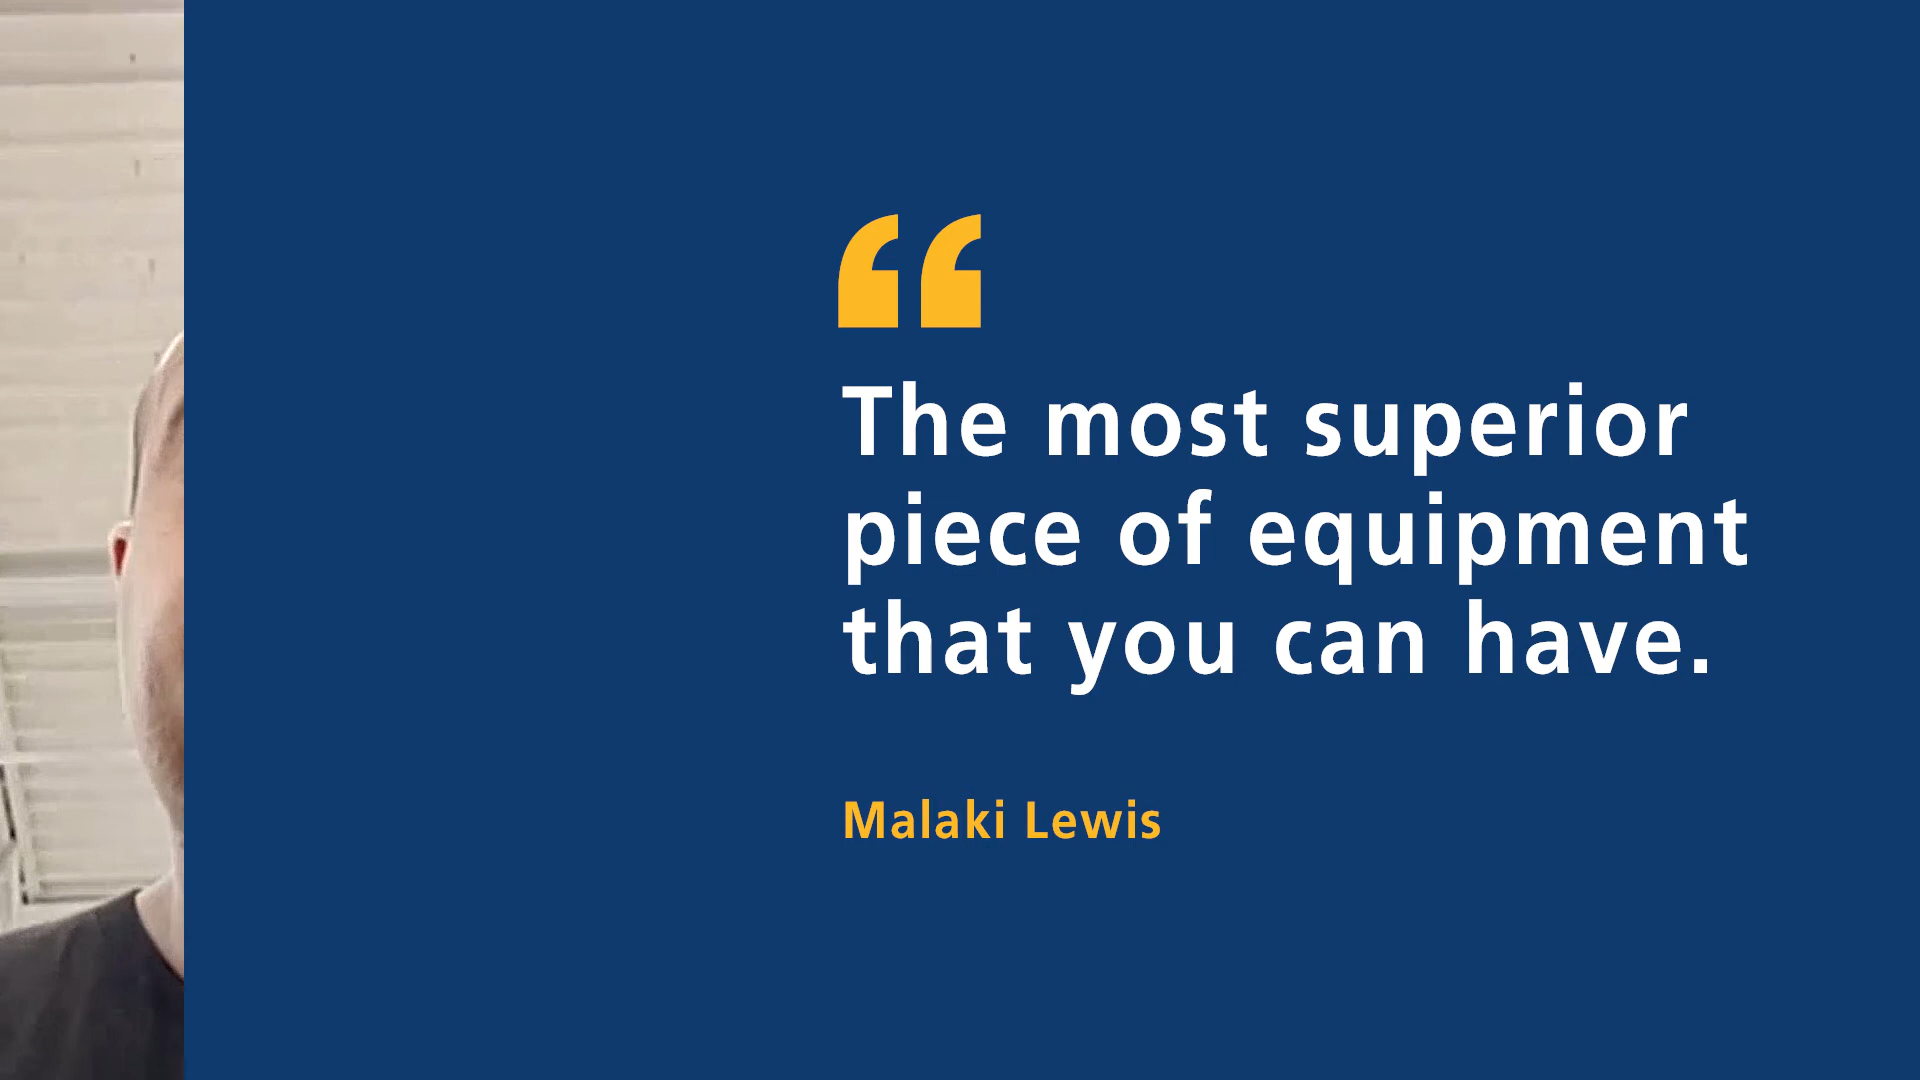 “
The most superior
piece of equipment
that you can have.
Malaki Lewis